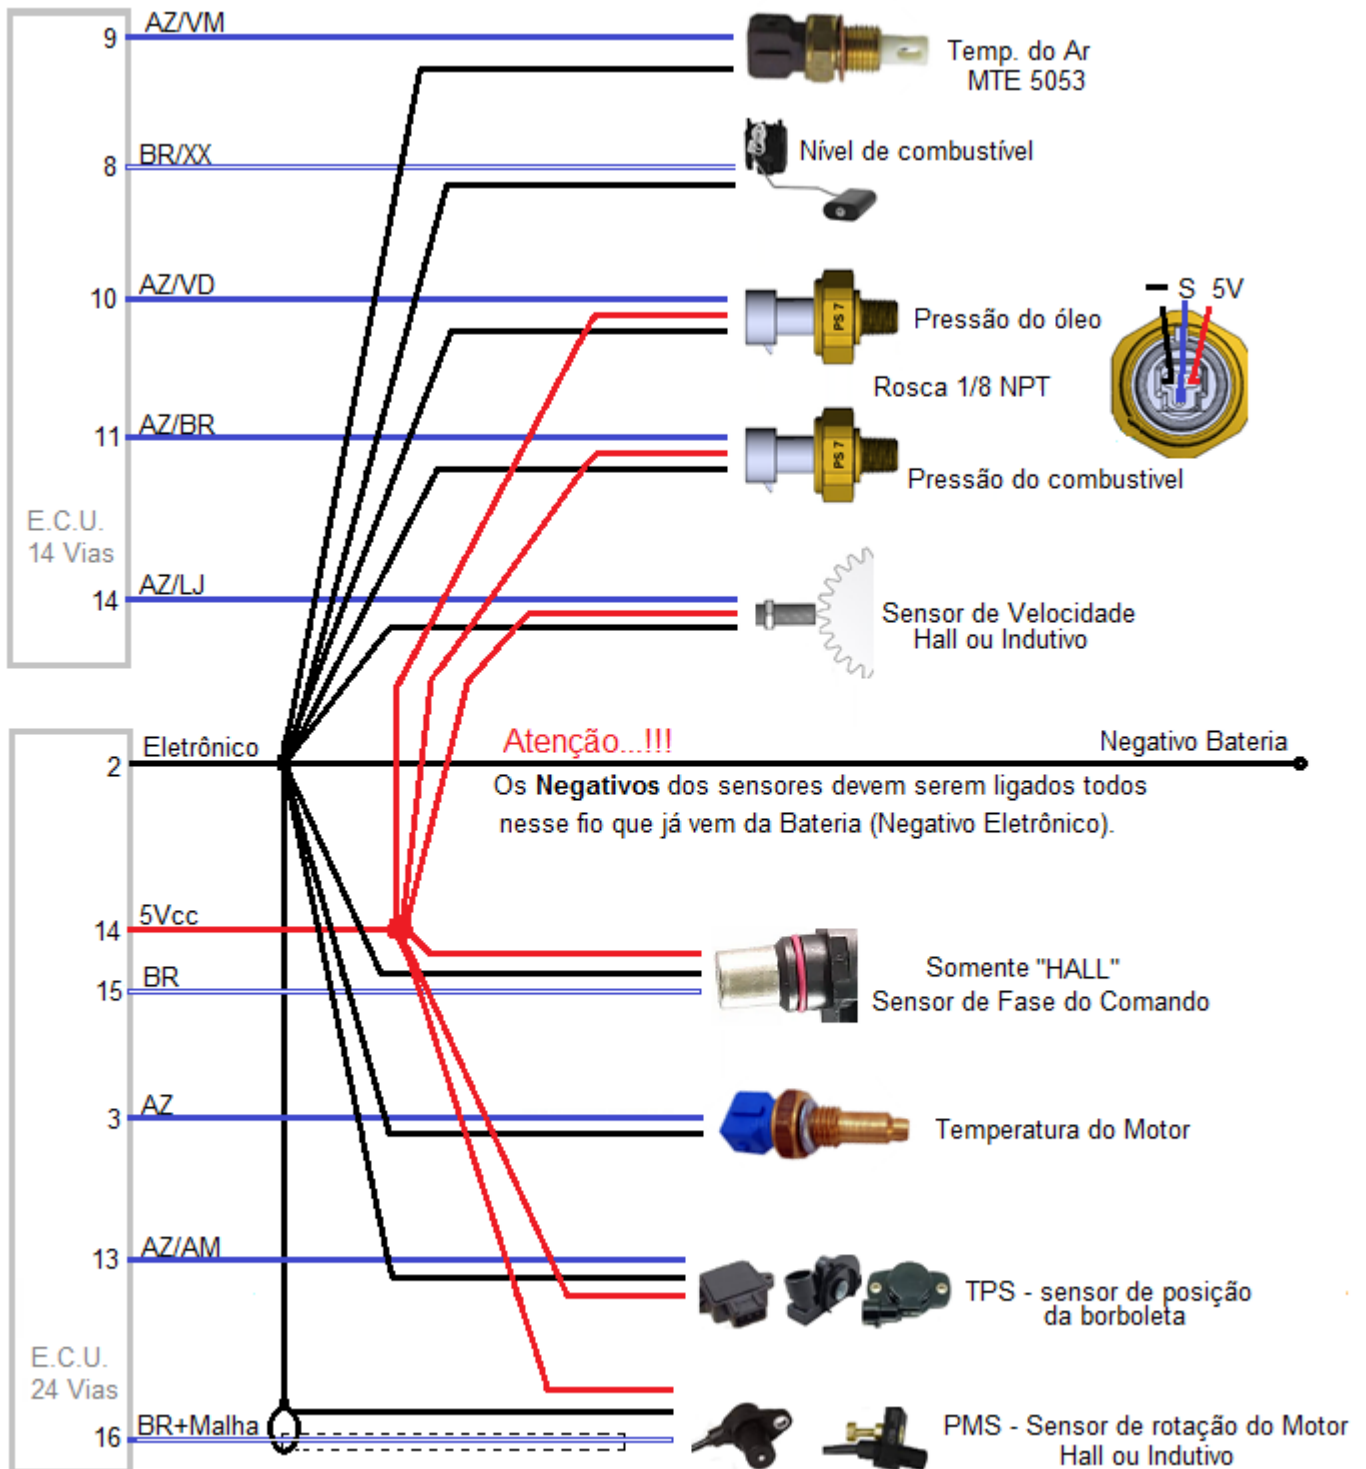 AZ/VM
9
Temp. do Ar
MTE 5053
BR/XX
8
Nível de combustível
AZ/VD
10
PS 7
Pressão do óleo
- S 5V
Rosca 1/8 NPT
AZ/BR
11
PS 7
Pressão do combustivel
E.C.U.
14 Vias
AZ/LJ
14
Sensor de Velocidade
Hall ou Indutivo
Eletrônico
2
Atenção...!!!
Negativo Bateria
Os Negativos dos sensores devem serem ligados todos
nesse fio que já vem da Bateria (Negativo Eletrônico).
5Vcc
14
BR
15
Somente "HALL"
Sensor de Fase do Comando
AZ
3
Temperatura do Motor
AZ/AM
13
TPS - sensor de posição
da borboleta
E.C.U.
24 Vias
BR+Malha
16
PMS - Sensor de rotação do Motor
Hall ou Indutivo